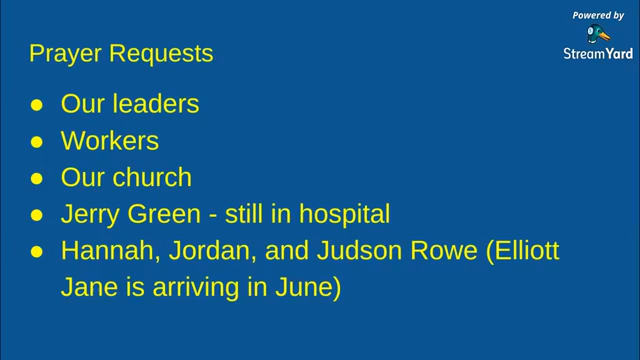 Powered by
StreamYard
Prayer Requests
● Our leaders
● Workers
● Our church
● Jerry Green - still in hospital
● Hannah, Jordan, and Judson Rowe (Elliott
Jane is arriving in June)